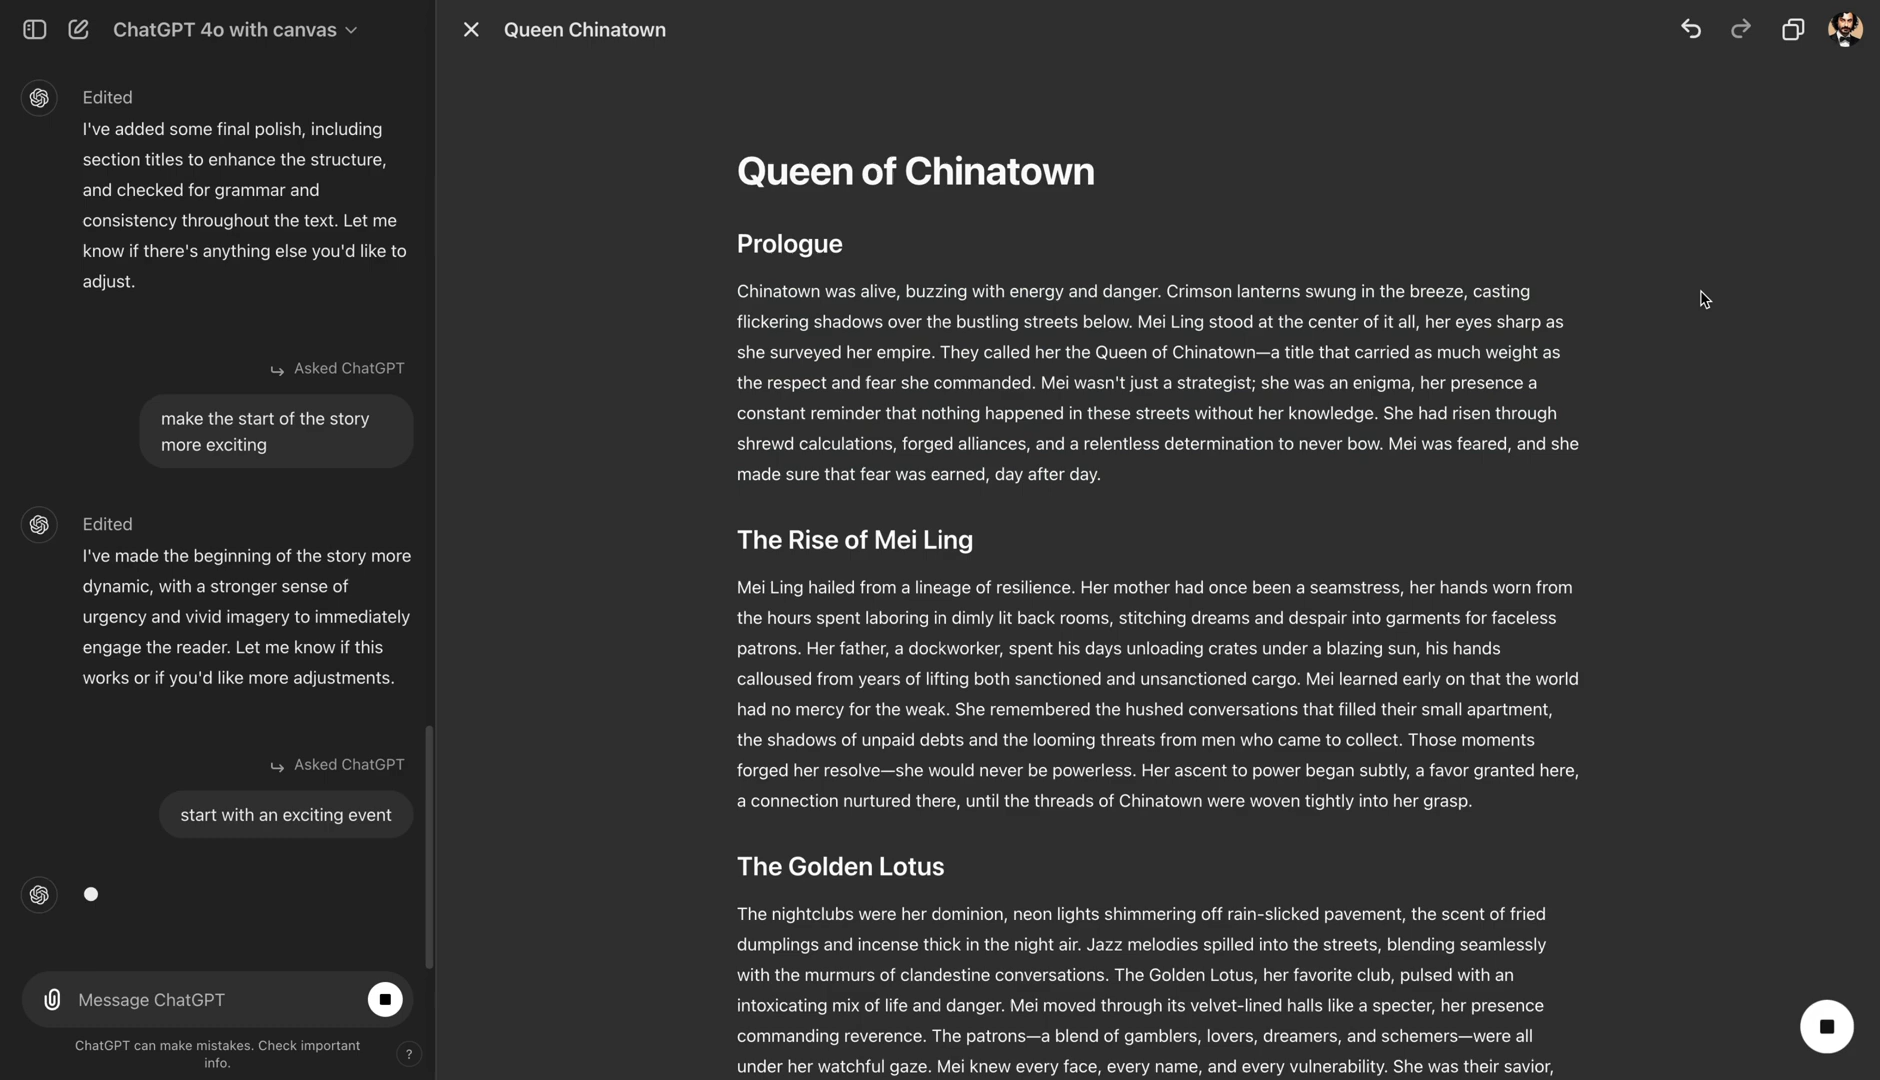 ChatGPT 4o with canvas
Edited
I've added some final polish, including
section titles to enhance the structure,
and checked for grammar and
consistency throughout the text. Let me
know if there's anything else you'd like to
adjust.
Asked ChatGPT
make the start of the story
more exciting
Edited
I've made the beginning of the story more
dynamic, with a stronger sense of
urgency and vivid imagery to immediately
engage the reader. Let me know if this
works or if you'd like more adjustments.
Asked ChatGPT
start with an exciting event
Message ChatGPT
ChatGPT can make mistakes. Check important
info.
?
Queen Chinatown
Queen of Chinatown
Prologue
Chinatown was alive, buzzing with energy and danger. Crimson lanterns swung in the breeze, casting
flickering shadows over the bustling streets below. Mei Ling stood at the center of it all, her eyes sharp as
she surveyed her empire. They called her the Queen of Chinatown—a title that carried as much weight as
the respect and fear she commanded. Mei wasn't just a strategist; she was an enigma, her presence a
constant reminder that nothing happened in these streets without her knowledge. She had risen through
shrewd calculations, forged alliances, and a relentless determination to never bow. Mei was feared, and she
made sure that fear was earned, day after day.
The Rise of Mei Ling
Mei Ling hailed from a lineage of resilience. Her mother had once been a seamstress, her hands worn from
the hours spent laboring in dimly lit back rooms, stitching dreams and despair into garments for faceless
patrons. Her father, a dockworker, spent his days unloading crates under a blazing sun, his hands
calloused from years of lifting both sanctioned and unsanctioned cargo. Mei learned early on that the world
had no mercy for the weak. She remembered the hushed conversations that filled their small apartment,
the shadows of unpaid debts and the looming threats from men who came to collect. Those moments
forged her resolve—she would never be powerless. Her ascent to power began subtly, a favor granted here,
a connection nurtured there, until the threads of Chinatown were woven tightly into her grasp.
The Golden Lotus
The nightclubs were her dominion, neon lights shimmering off rain-slicked pavement, the scent of fried
dumplings and incense thick in the night air. Jazz melodies spilled into the streets, blending seamlessly
with the murmurs of clandestine conversations. The Golden Lotus, her favorite club, pulsed with an
intoxicating mix of life and danger. Mei moved through its velvet-lined halls like a specter, her presence
commanding reverence. The patrons—a blend of gamblers, lovers, dreamers, and schemers—were all
under her watchful gaze. Mei knew every face, every name, and every vulnerability. She was their savior,